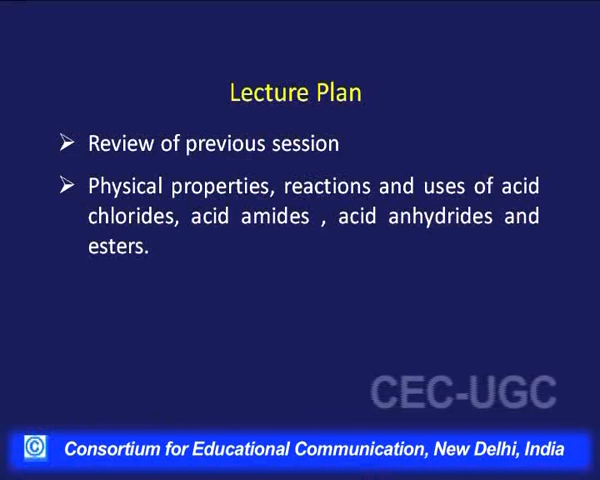 Lecture Plan
Review of previous session
Physical properties, reactions and uses of acid
chlorides, acid amides , acid anhydrides and
esters.
CEC-UGC
© Consortium for Educational Communication, New Delhi, India